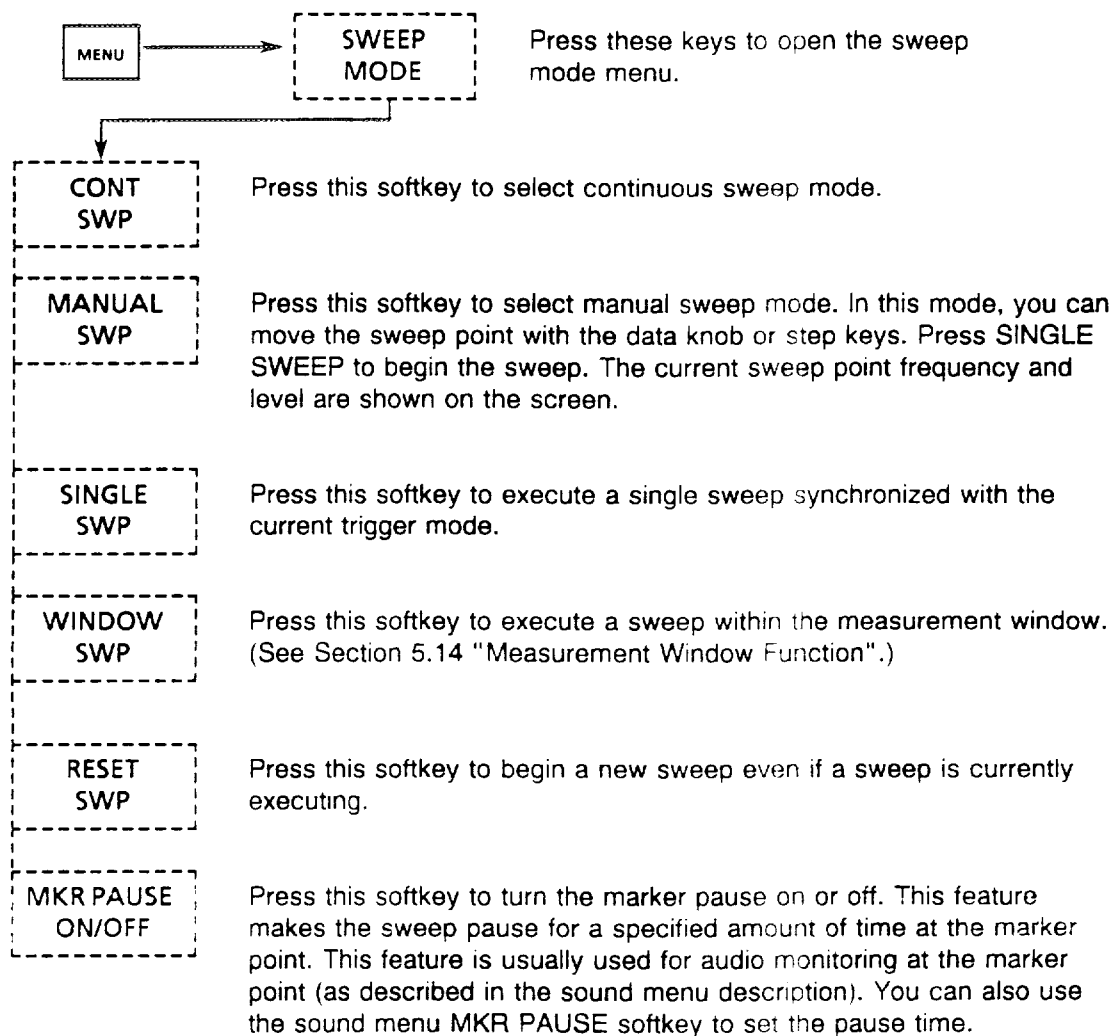 MENU
SWEEP
MODE
Press these keys to open the sweep
mode menu.
CONT
SWP
Press this softkey to select continuous sweep mode.
MANUAL
SWP
Press this softkey to select manual sweep mode. In this mode, you can
move the sweep point with the data knob or step keys. Press SINGLE
SWEEP to begin the sweep. The current sweep point frequency and
level are shown on the screen.
SINGLE
SWP
Press this softkey to execute a single sweep synchronized with the
current trigger mode.
WINDOW
SWP
Press this softkey to execute a sweep within the measurement window.
(See Section 5.14 "Measurement Window Function".)
RESET
SWP
Press this softkey to begin a new sweep even if a sweep is currently
executing.
MKR PAUSE
ON/OFF
Press this softkey to turn the marker pause on or off. This feature
makes the sweep pause for a specified amount of time at the marker
point. This feature is usually used for audio monitoring at the marker
point (as described in the sound menu description). You can also use
the sound menu MKR PAUSE softkey to set the pause time.